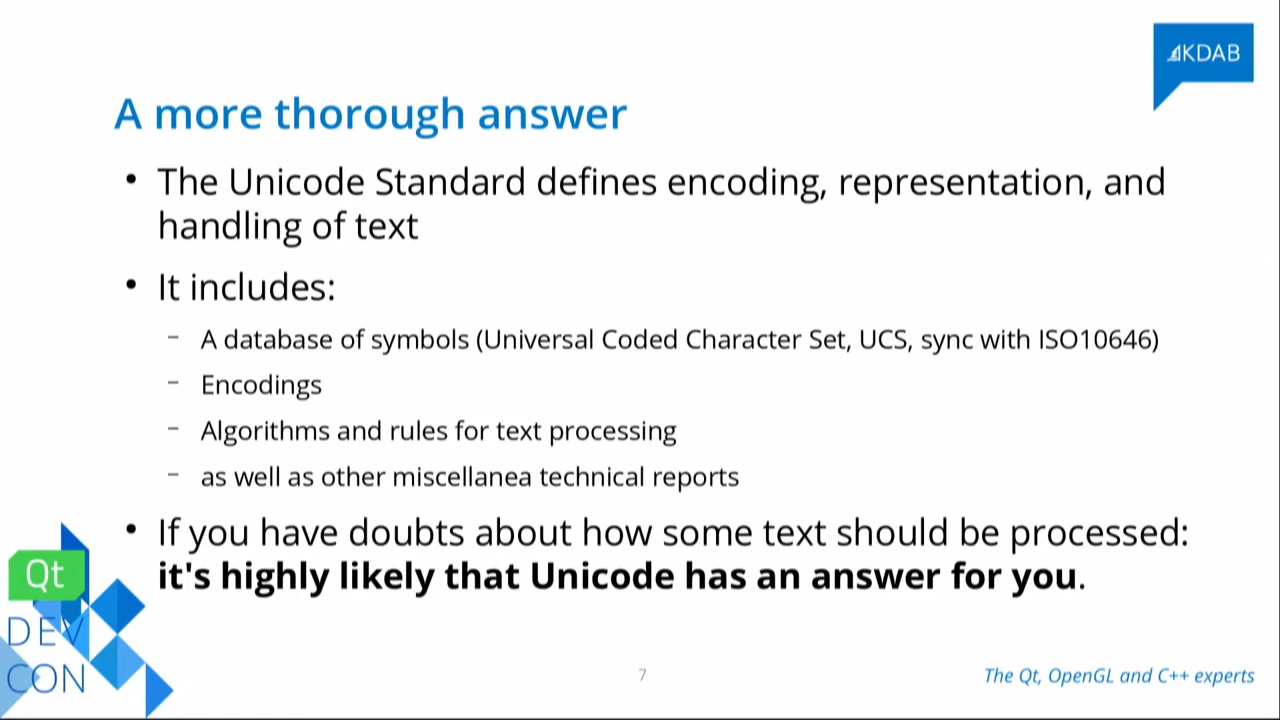 KDAB
A more thorough answer
• The Unicode Standard defines encoding, representation, and
handling of text
• It includes:
– A database of symbols (Universal Coded Character Set, UCS, sync with ISO10646)
– Encodings
– Algorithms and rules for text processing
– as well as other miscellanea technical reports
• If you have doubts about how some text should be processed:
it's highly likely that Unicode has an answer for you.
Qt
DEV
CON
7
The Qt, OpenGL and C++ experts